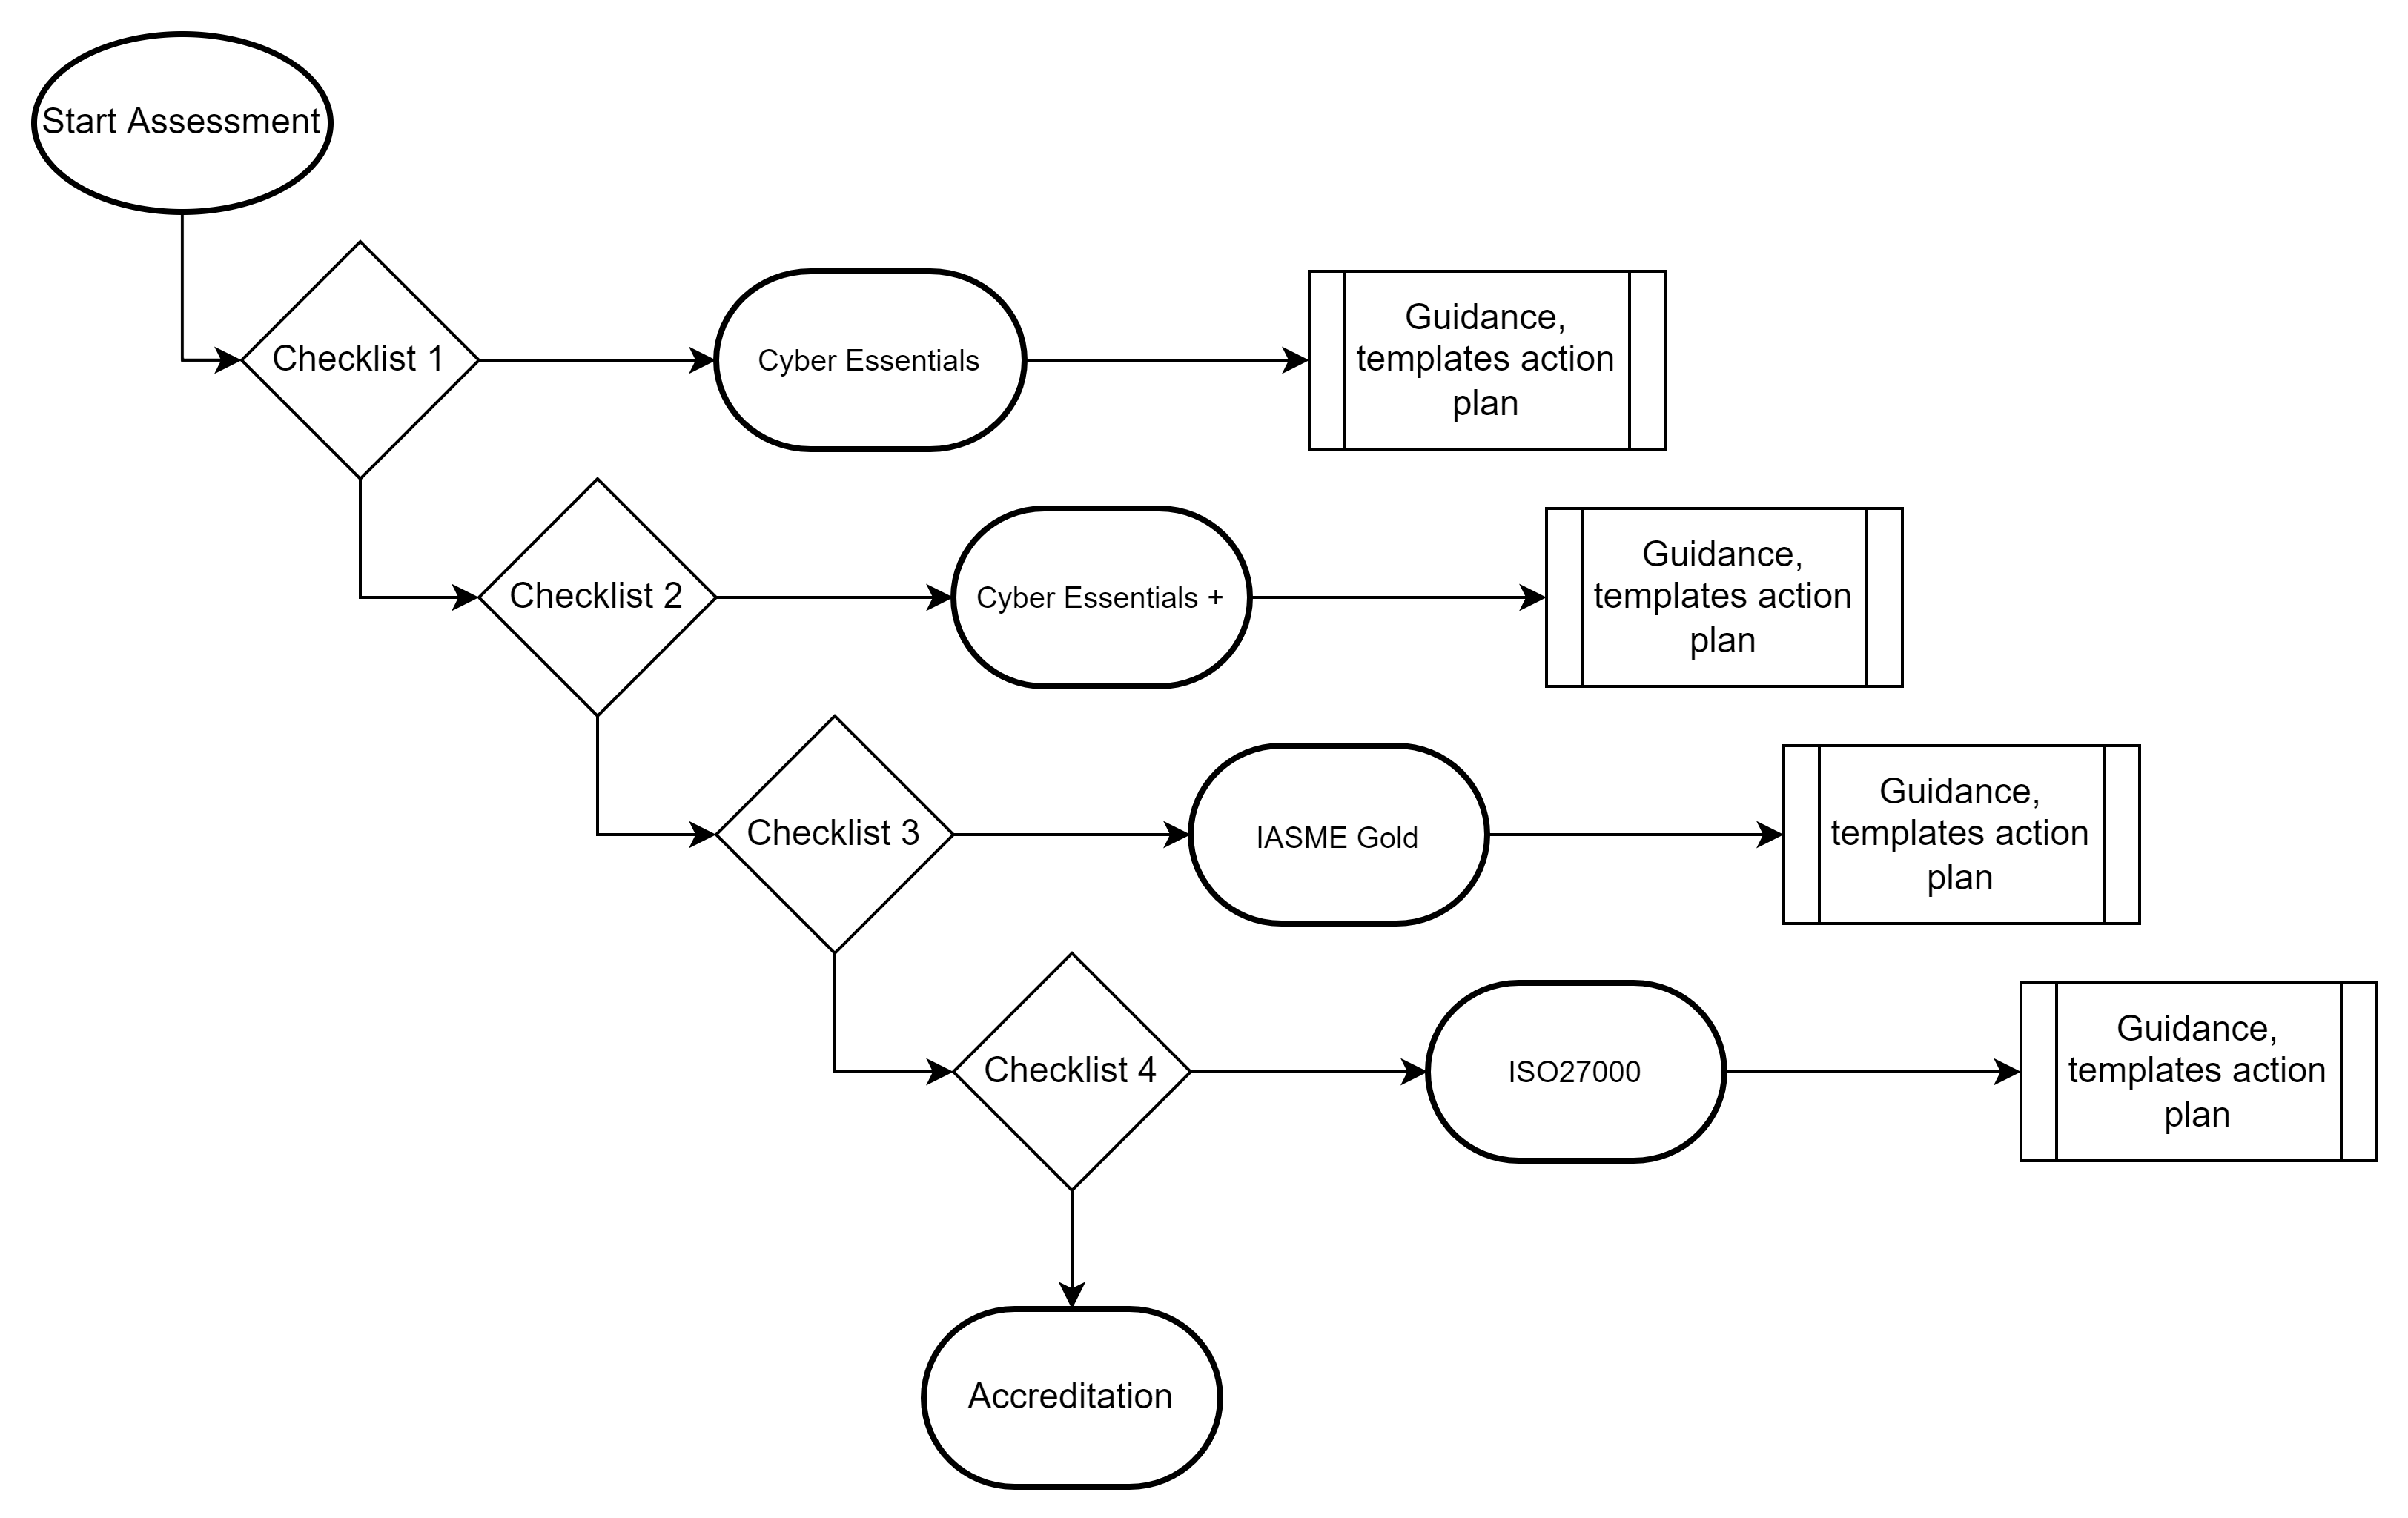 Start Assessment
Checklist 1
Cyber Essentials
Guidance,
templates action
plan
Checklist 2
Cyber Essentials +
Guidance,
templates action
plan
Checklist 3
IASME Gold
Guidance,
templates action
plan
Checklist 4
ISO27000
Guidance,
templates action
plan
Accreditation